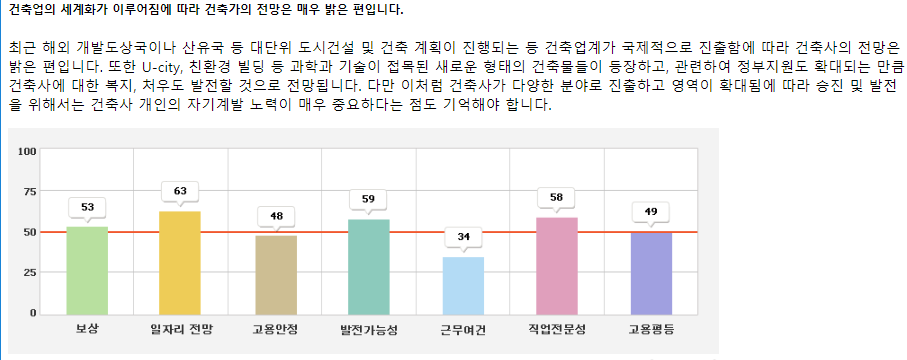 건축업의 세계화가 이루어짐에 따라 건축가의 전망은 매우 밝은 편입니다.
최근 해외 개발도상국이나 산유국 등 대단위 도시건설 및 건축 계획이 진행되는 등 건축업계가 국제적으로 진출함에 따라 건축사의 전망은
밝은 편입니다. 또한 U-city, 친환경 빌딩 등 과학과 기술이 접목된 새로운 형태의 건축물들이 등장하고, 관련하여 정부지원도 확대되는 만큼
건축사에 대한 복지, 처우도 발전할 것으로 전망됩니다. 다만 이처럼 건축사가 다양한 분야로 진출하고 영역이 확대됨에 따라 승진 및 발전
을 위해서는 건축사 개인의 자기계발 노력이 매우 중요하다는 점도 기억해야 합니다.
100
75
50
25
0
53
63
48
59
34
58
49
보상
일자리 전망
고용안정
발전가능성
근무여건
직업전문성
고용평등